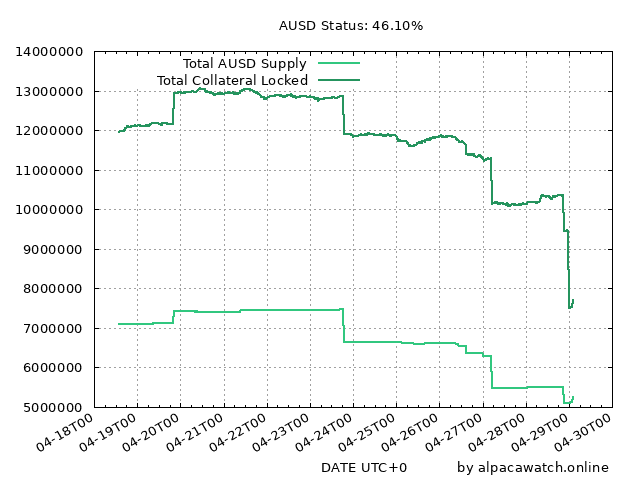 AUSD Status: 46.10%
14000000
13000000
12000000
11000000
10000000
9000000
8000000
7000000
6000000
5000000
Total AUSD Supply
Total Collateral Locked
04-18T00
04-19T00
04-20T00
04-21T00
04-22T00
04-23T00
04-24T00
04-25T00
04-26T00
04-27T00
04-28T00
04-29T00
04-30T00
DATE UTC+0
by alpacawatch.online